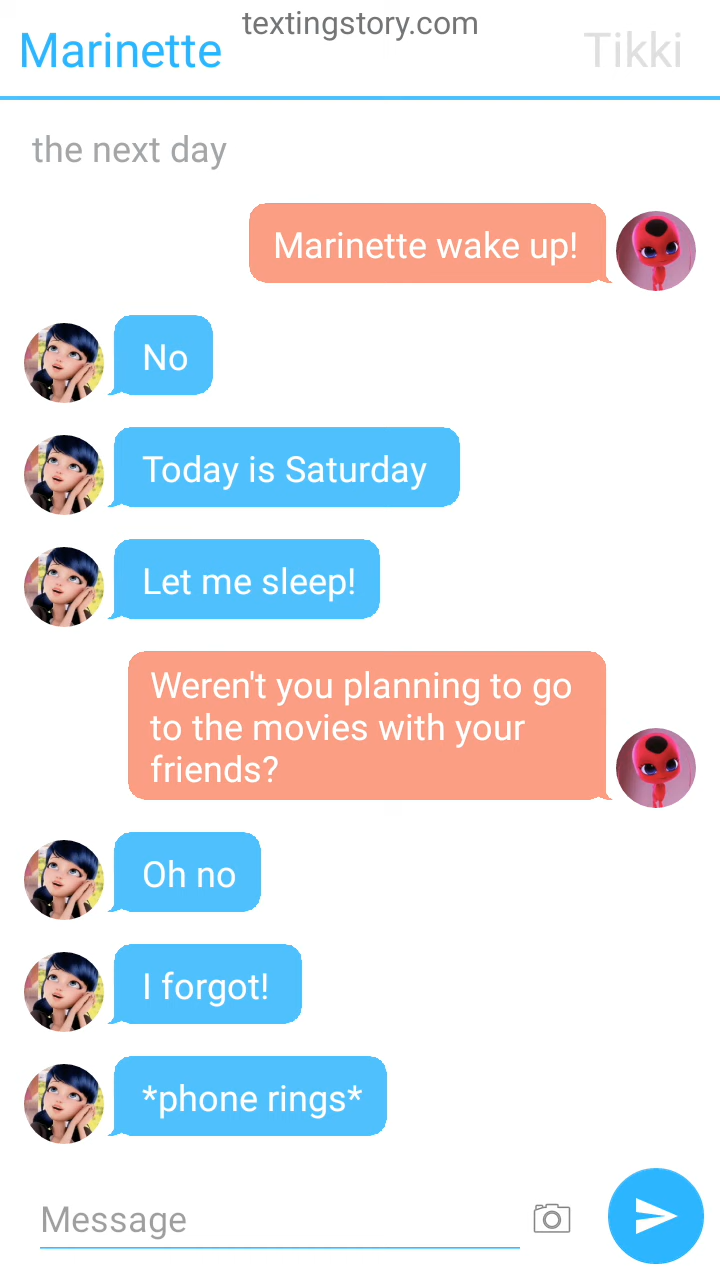 textingstory.com
Marinette
Tikki
the next day
Marinette wake up!
No
Today is Saturday
Let me sleep!
Weren't you planning to go
to the movies with your
friends?
Oh no
I forgot!
*phone rings*
Message